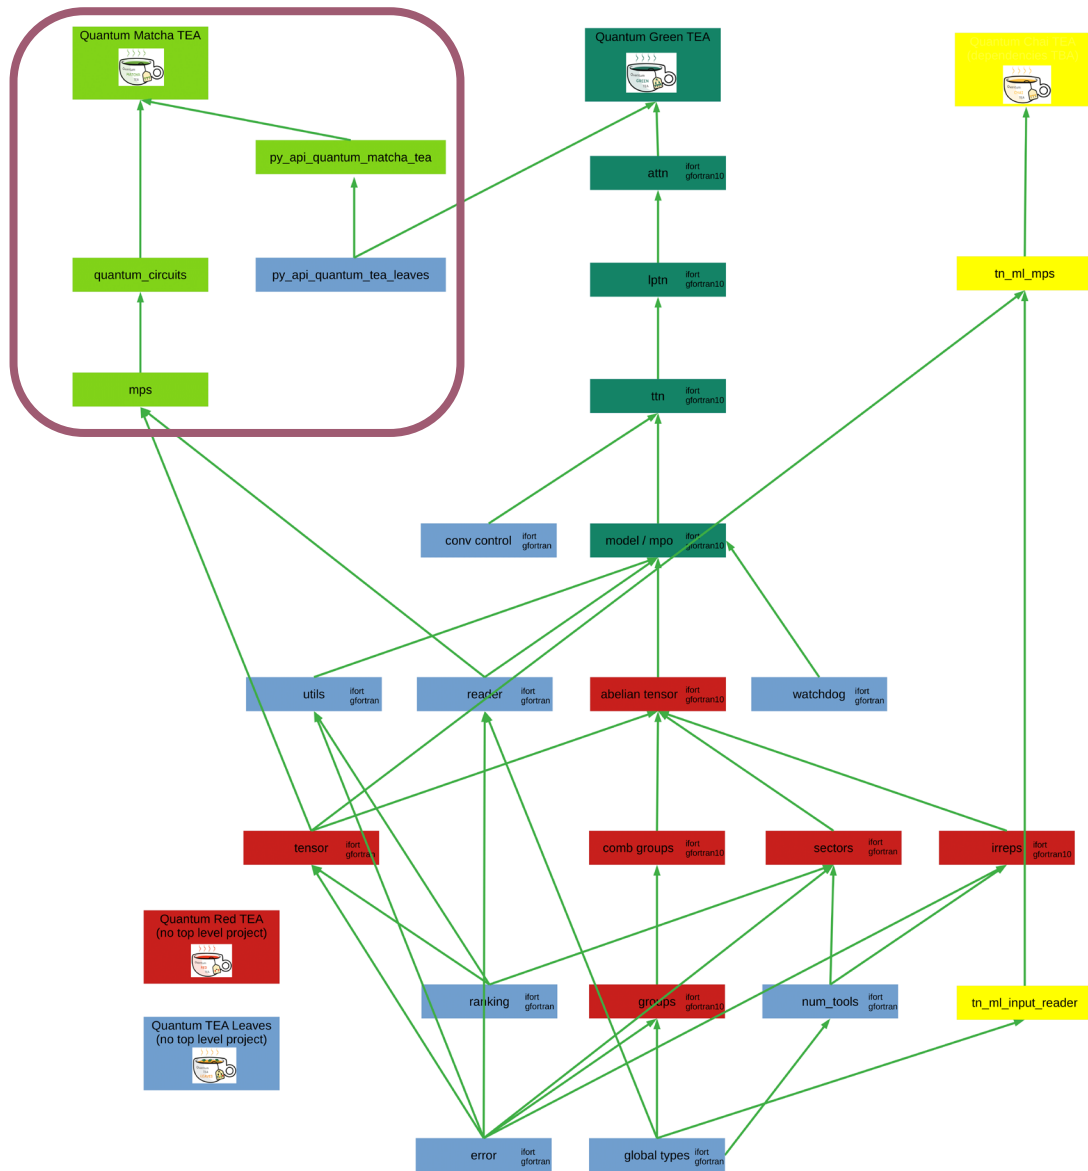 Quantum Matcha TEA
Quantum Green TEA
py_api_quantum_matcha_tea
attn
ifort
gfortran10
quantum_circuits
py_api_quantum_tea_leaves
lptn
ifort
gfortran10
tn_ml_mps
mps
ttn
ifort
gfortran10
conv control
ifort
gfortran
model / mpo
ifort
gfortran10
utils
ifort
gfortran
reader
ifort
gfortran
abelian tensor
ifort
gfortran10
watchdog
ifort
gfortran
tensor
ifort
gfortran
comb groups
ifort
gfortran10
sectors
ifort
gfortran
irreps
ifort
gfortran10
Quantum Red TEA
(no top level project)
ranking
ifort
gfortran
groups
ifort
gfortran10
num_tools
ifort
gfortran
tn_ml_input_reader
Quantum TEA Leaves
(no top level project)
error
ifort
gfortran
global types
ifort
gfortran